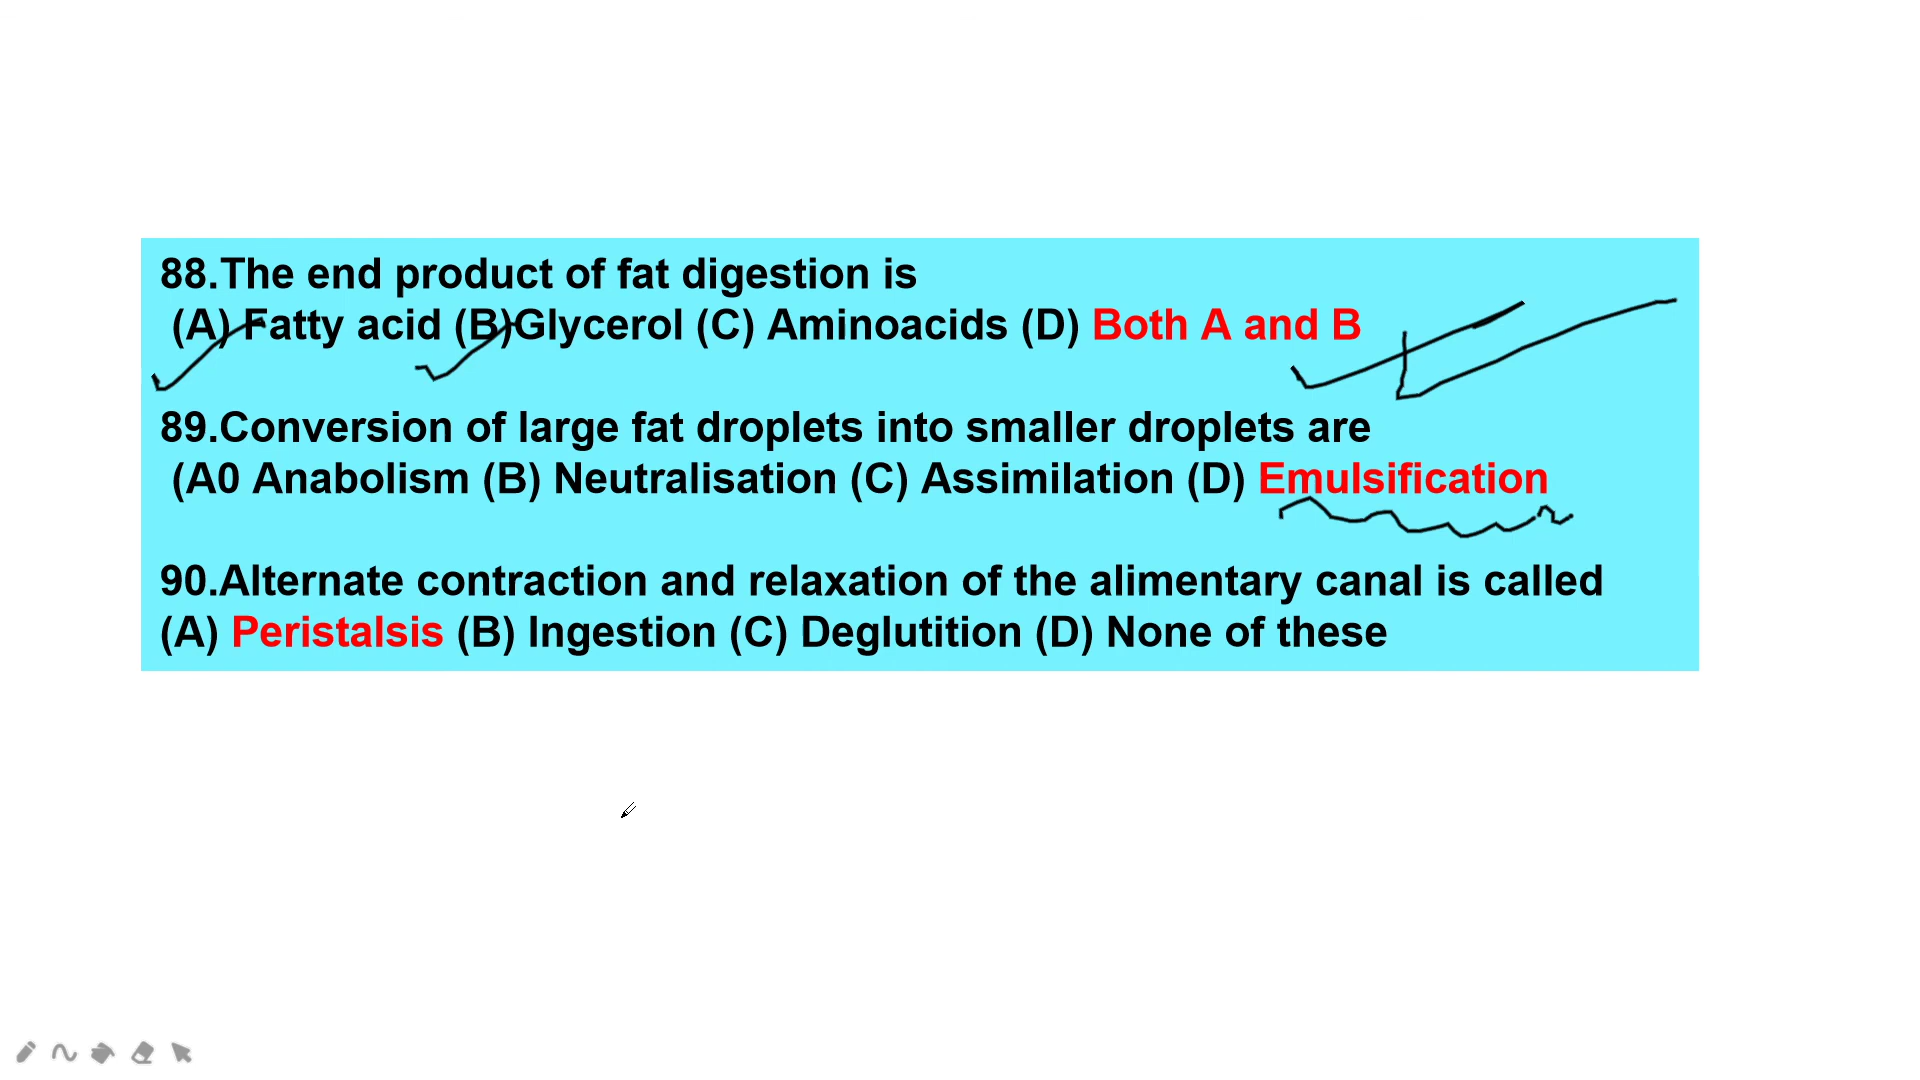 88.The end product of fat digestion is
(A) Fatty acid (B)Glycerol (C) Aminoacids (D) Both A and B
89.Conversion of large fat droplets into smaller droplets are
(A0 Anabolism (B) Neutralisation (C) Assimilation (D) Emulsification
90.Alternate contraction and relaxation of the alimentary canal is called
(A) Peristalsis (B) Ingestion (C) Deglutition (D) None of these